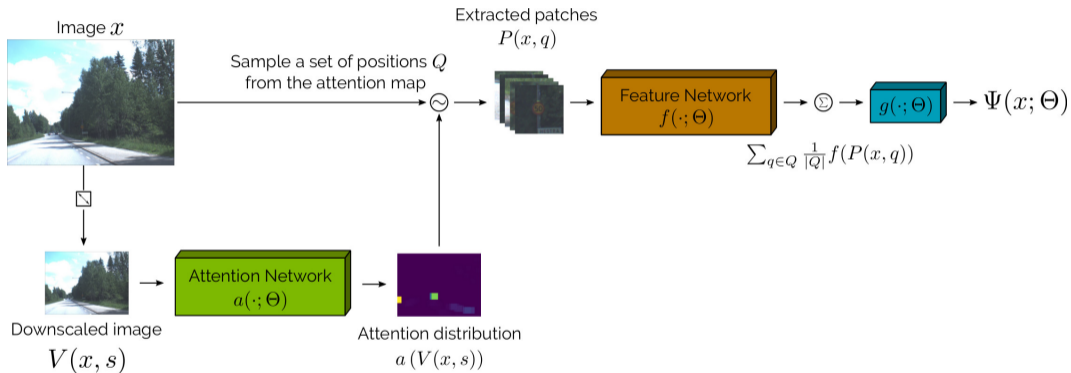 Image x
Sample a set of positions Q
from the attention map
Extracted patches
P(x, q)
Feature Network
f(·; Θ)
Σ
g(·; Θ)
Ψ(x; Θ)
∑_{q∈Q} \frac{1}{|Q|} f(P(x, q))
Attention Network
a(·; Θ)
Downscaled image
V(x, s)
Attention distribution
a (V(x, s))